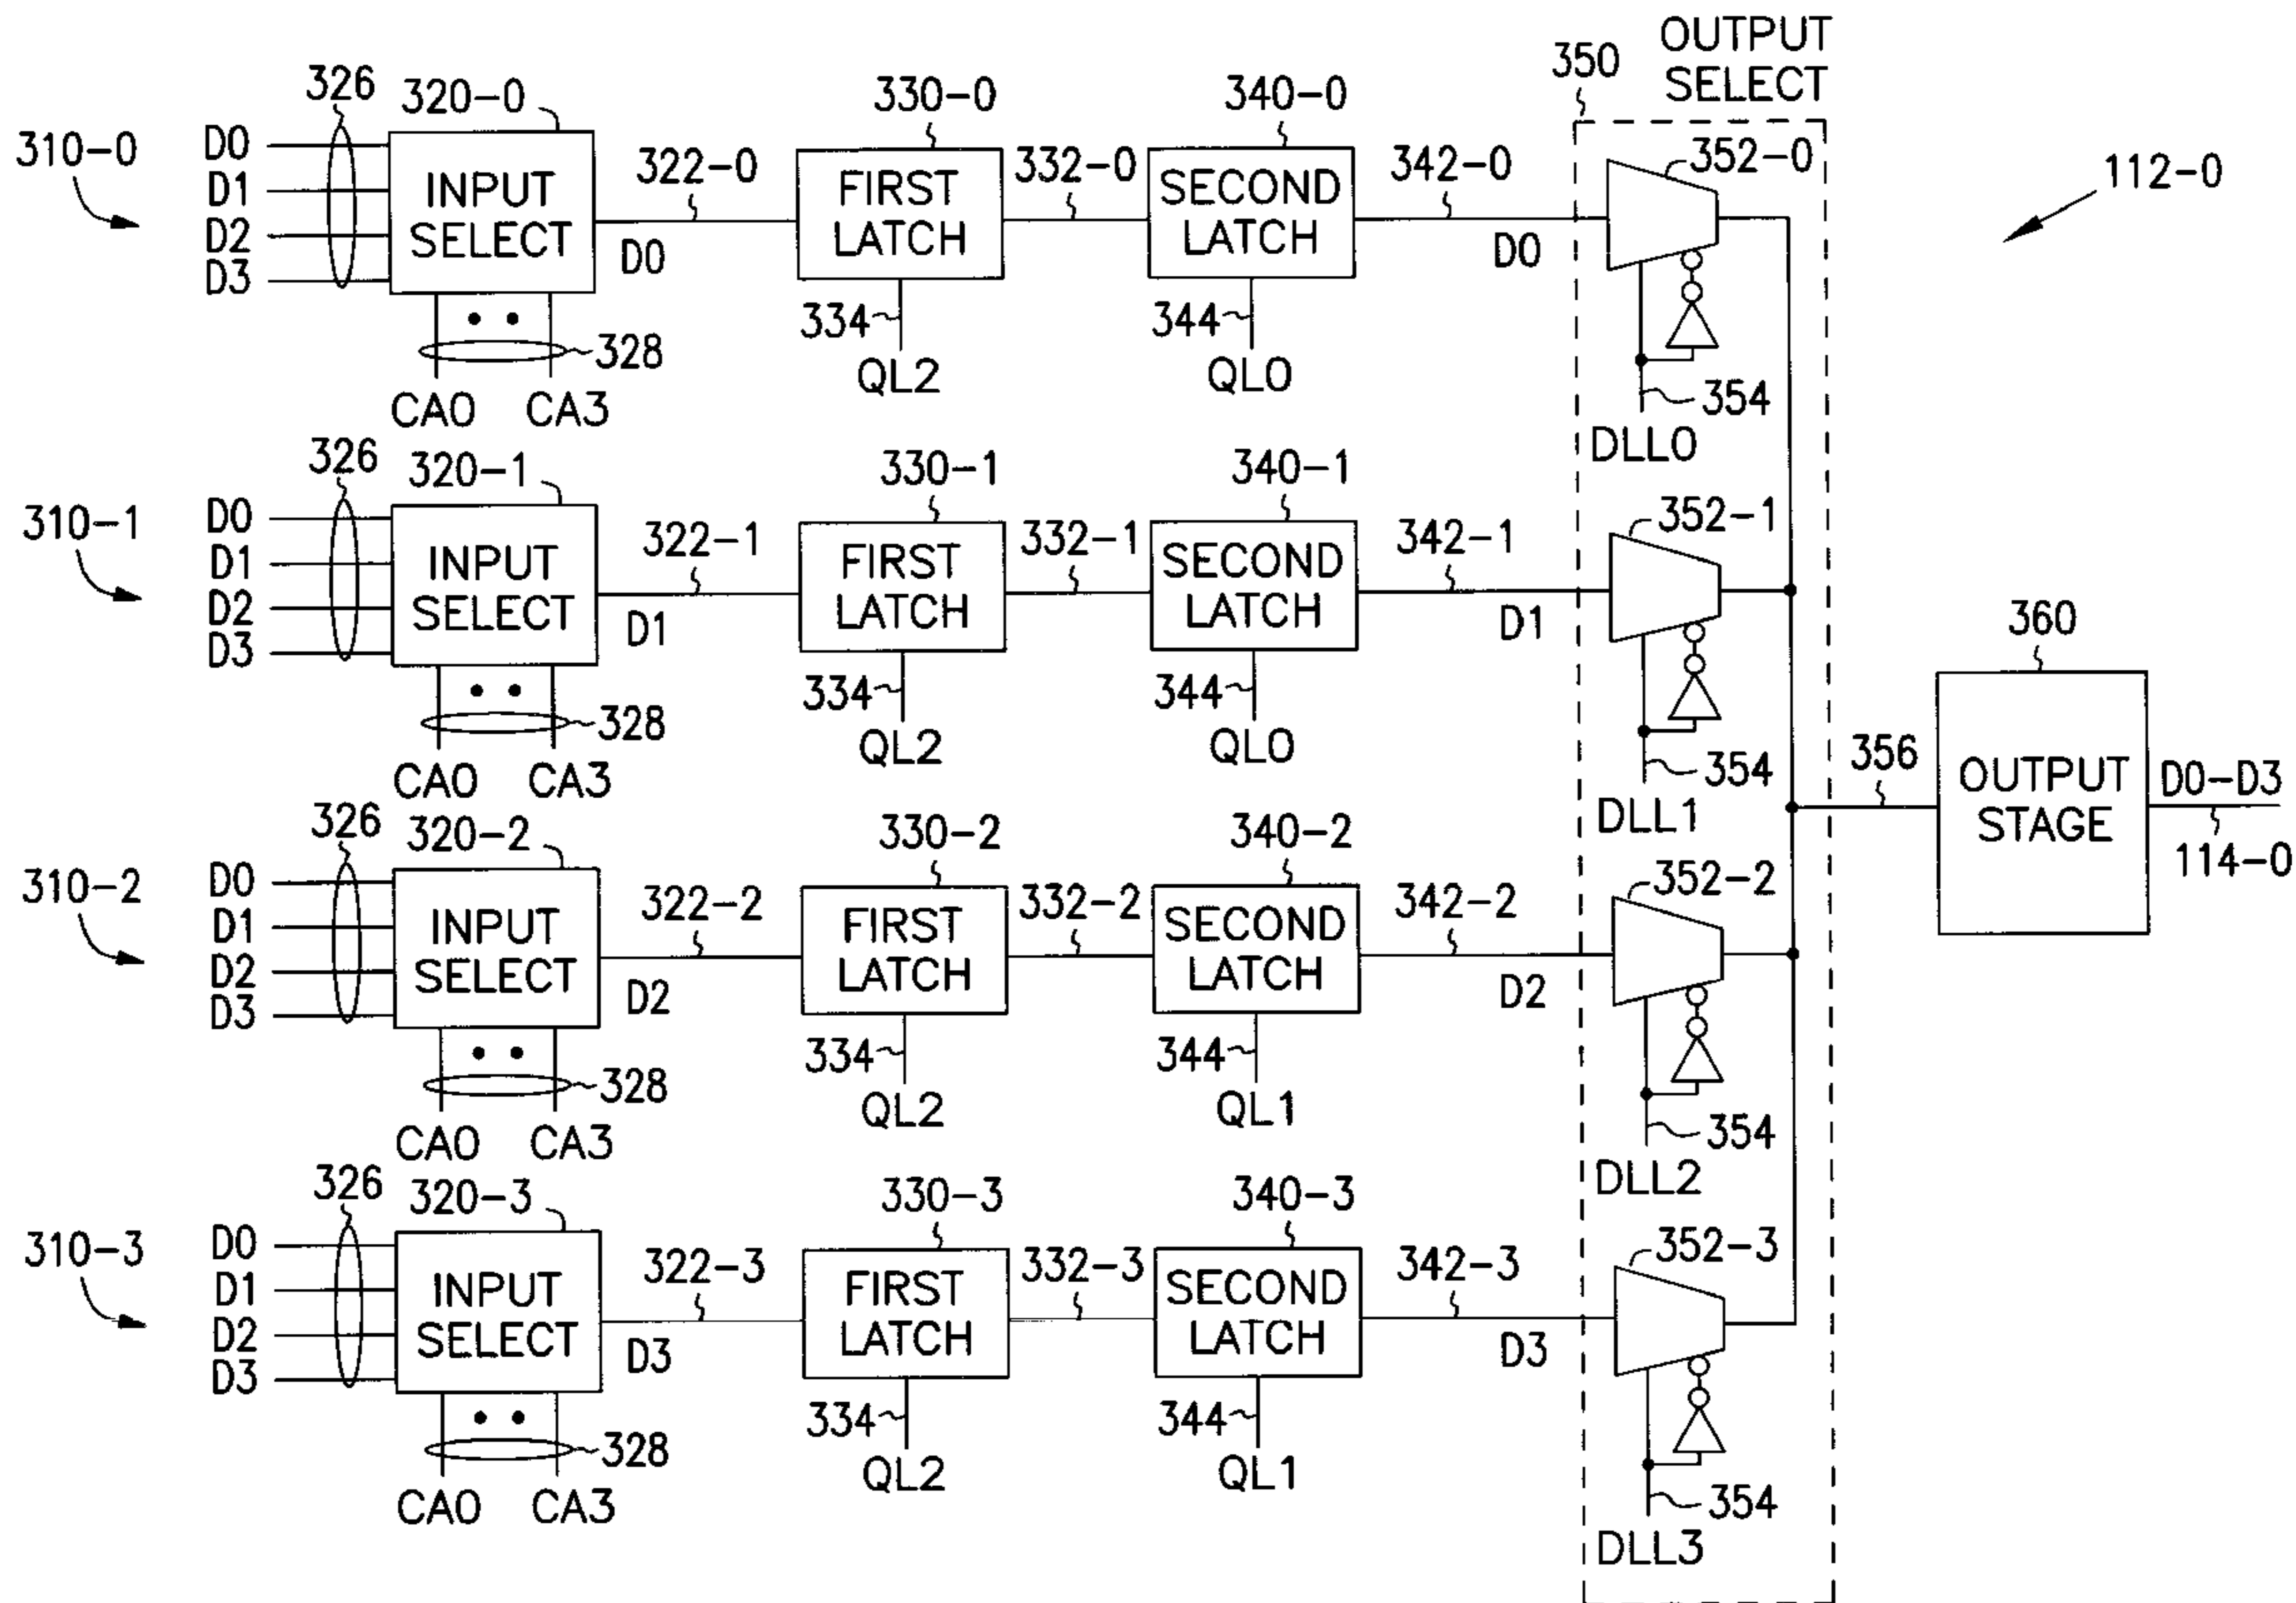 OUTPUT
SELECT
350
326
320-0
330-0
340-0
352-0
310-0
D0
D1
D2
D3
INPUT
SELECT
322-0
D0
FIRST
LATCH
332-0
SECOND
LATCH
342-0
D0
112-0
328
CA0 CA3
334
QL2
344
QL0
354
DLL0
326
320-1
330-1
340-1
352-1
310-1
D0
D1
D2
D3
INPUT
SELECT
322-1
D1
FIRST
LATCH
332-1
SECOND
LATCH
342-1
D1
328
CA0 CA3
334
QL2
344
QL0
354
DLL1
360
356
OUTPUT
STAGE
D0-D3
114-0
326
320-2
330-2
340-2
352-2
310-2
D0
D1
D2
D3
INPUT
SELECT
322-2
D2
FIRST
LATCH
332-2
SECOND
LATCH
342-2
D2
328
CA0 CA3
334
QL2
344
QL1
354
DLL2
326
320-3
330-3
340-3
352-3
310-3
D0
D1
D2
D3
INPUT
SELECT
322-3
D3
FIRST
LATCH
332-3
SECOND
LATCH
342-3
D3
328
CA0 CA3
334
QL2
344
QL1
354
DLL3